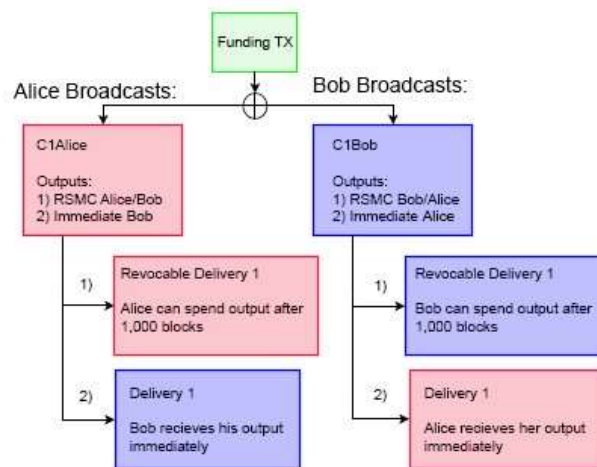 Funding TX
Alice Broadcasts:
Bob Broadcasts:
C1Alice
Outputs:
1) RSMC Alice/Bob
2) Immediate Bob
C1Bob
Outputs:
1) RSMC Bob/Alice
2) Immediate Alice
1)
Revocable Delivery 1
Alice can spend output after
1,000 blocks
1)
Revocable Delivery 1
Bob can spend output after
1,000 blocks
2)
Delivery 1
Bob recieves his output
immediately
2)
Delivery 1
Alice recieves her output
immediately